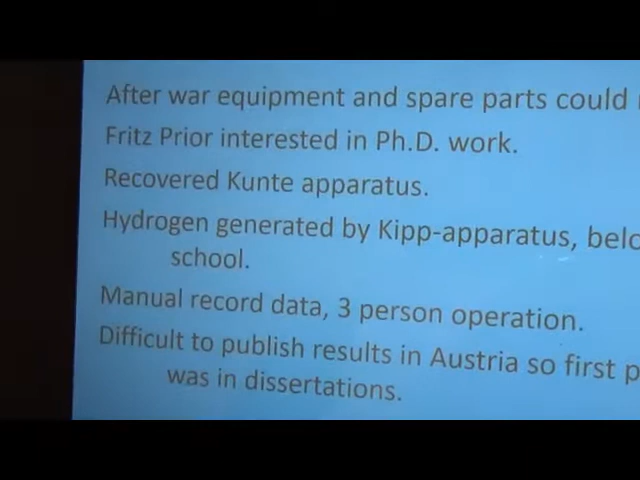 After war equipment and spare parts could
Fritz Prior interested in Ph.D. work.
Recovered Kunte apparatus.
Hydrogen generated by Kipp-apparatus,
school.
Manual record data, 3 person operation.
Difficult to publish results in Austria so first
was in dissertations.